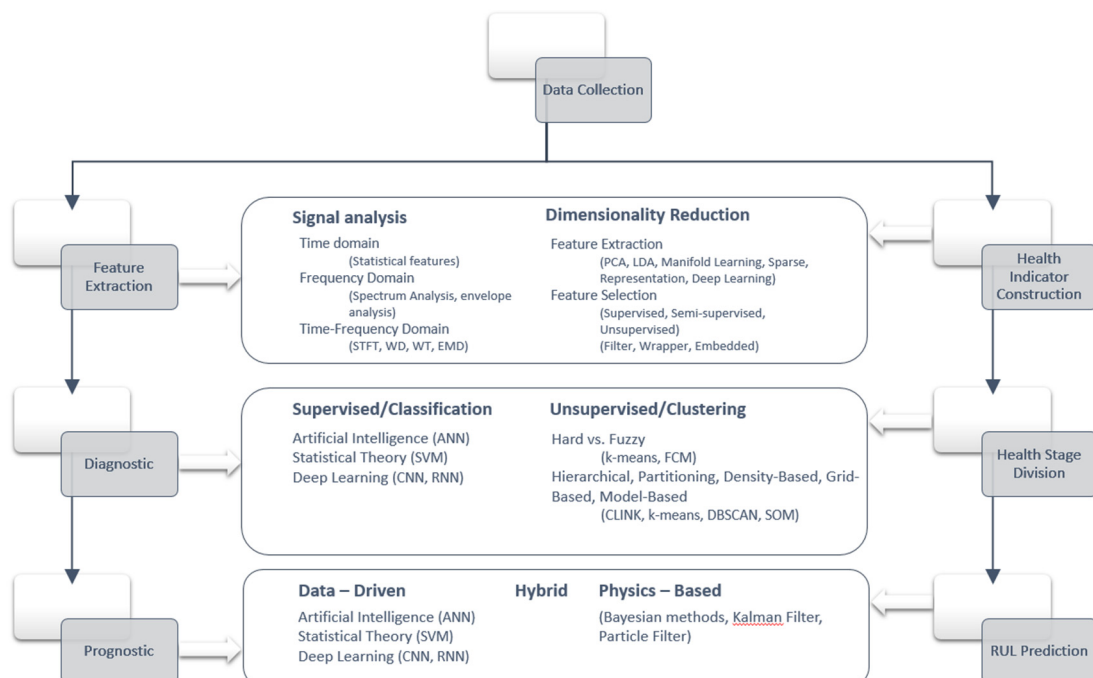 Data Collection
Feature
Extraction
Signal analysis
Time domain
(Statistical features)
Frequency Domain
(Spectrum Analysis, envelope
analysis)
Time-Frequency Domain
(STFT, WD, WT, EMD)
Dimensionality Reduction
Feature Extraction
(PCA, LDA, Manifold Learning, Sparse,
Representation, Deep Learning)
Feature Selection
(Supervised, Semi-supervised,
Unsupervised)
(Filter, Wrapper, Embedded)
Health
Indicator
Construction
Diagnostic
Supervised/Classification
Artificial Intelligence (ANN)
Statistical Theory (SVM)
Deep Learning (CNN, RNN)
Unsupervised/Clustering
Hard vs. Fuzzy
(k-means, FCM)
Hierarchical, Partitioning, Density-Based, Grid-
Based, Model-Based
(CLINK, k-means, DBSCAN, SOM)
Health Stage
Division
Prognostic
Data – Driven
Artificial Intelligence (ANN)
Statistical Theory (SVM)
Deep Learning (CNN, RNN)
Hybrid
Physics – Based
(Bayesian methods, Kalman Filter,
Particle Filter)
RUL Prediction